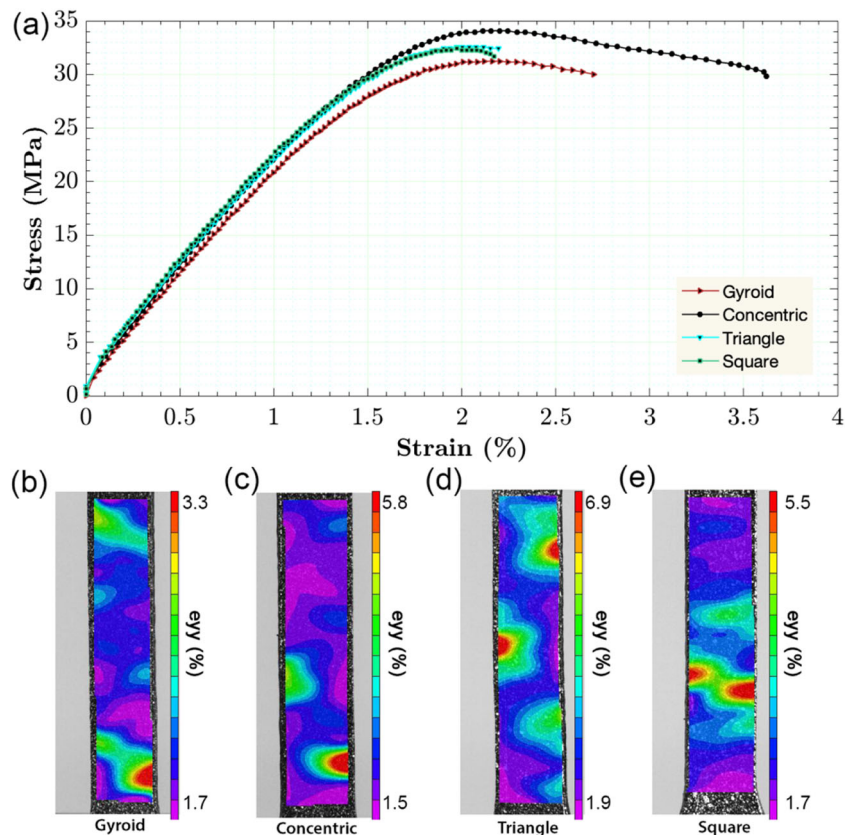 (a)
35
30
25
20
15
10
5
0
Stress (MPa)
0 0.5 1 1.5 2 2.5 3 3.5 4
Strain (%)
Gyroid
Concentric
Triangle
Square
(b) (c) (d) (e)
3.3 5.8 6.9 5.5
eyy (%) eyy (%) eyy (%) eyy (%)
1.7 1.5 1.9 1.7
Gyroid Concentric Triangle Square